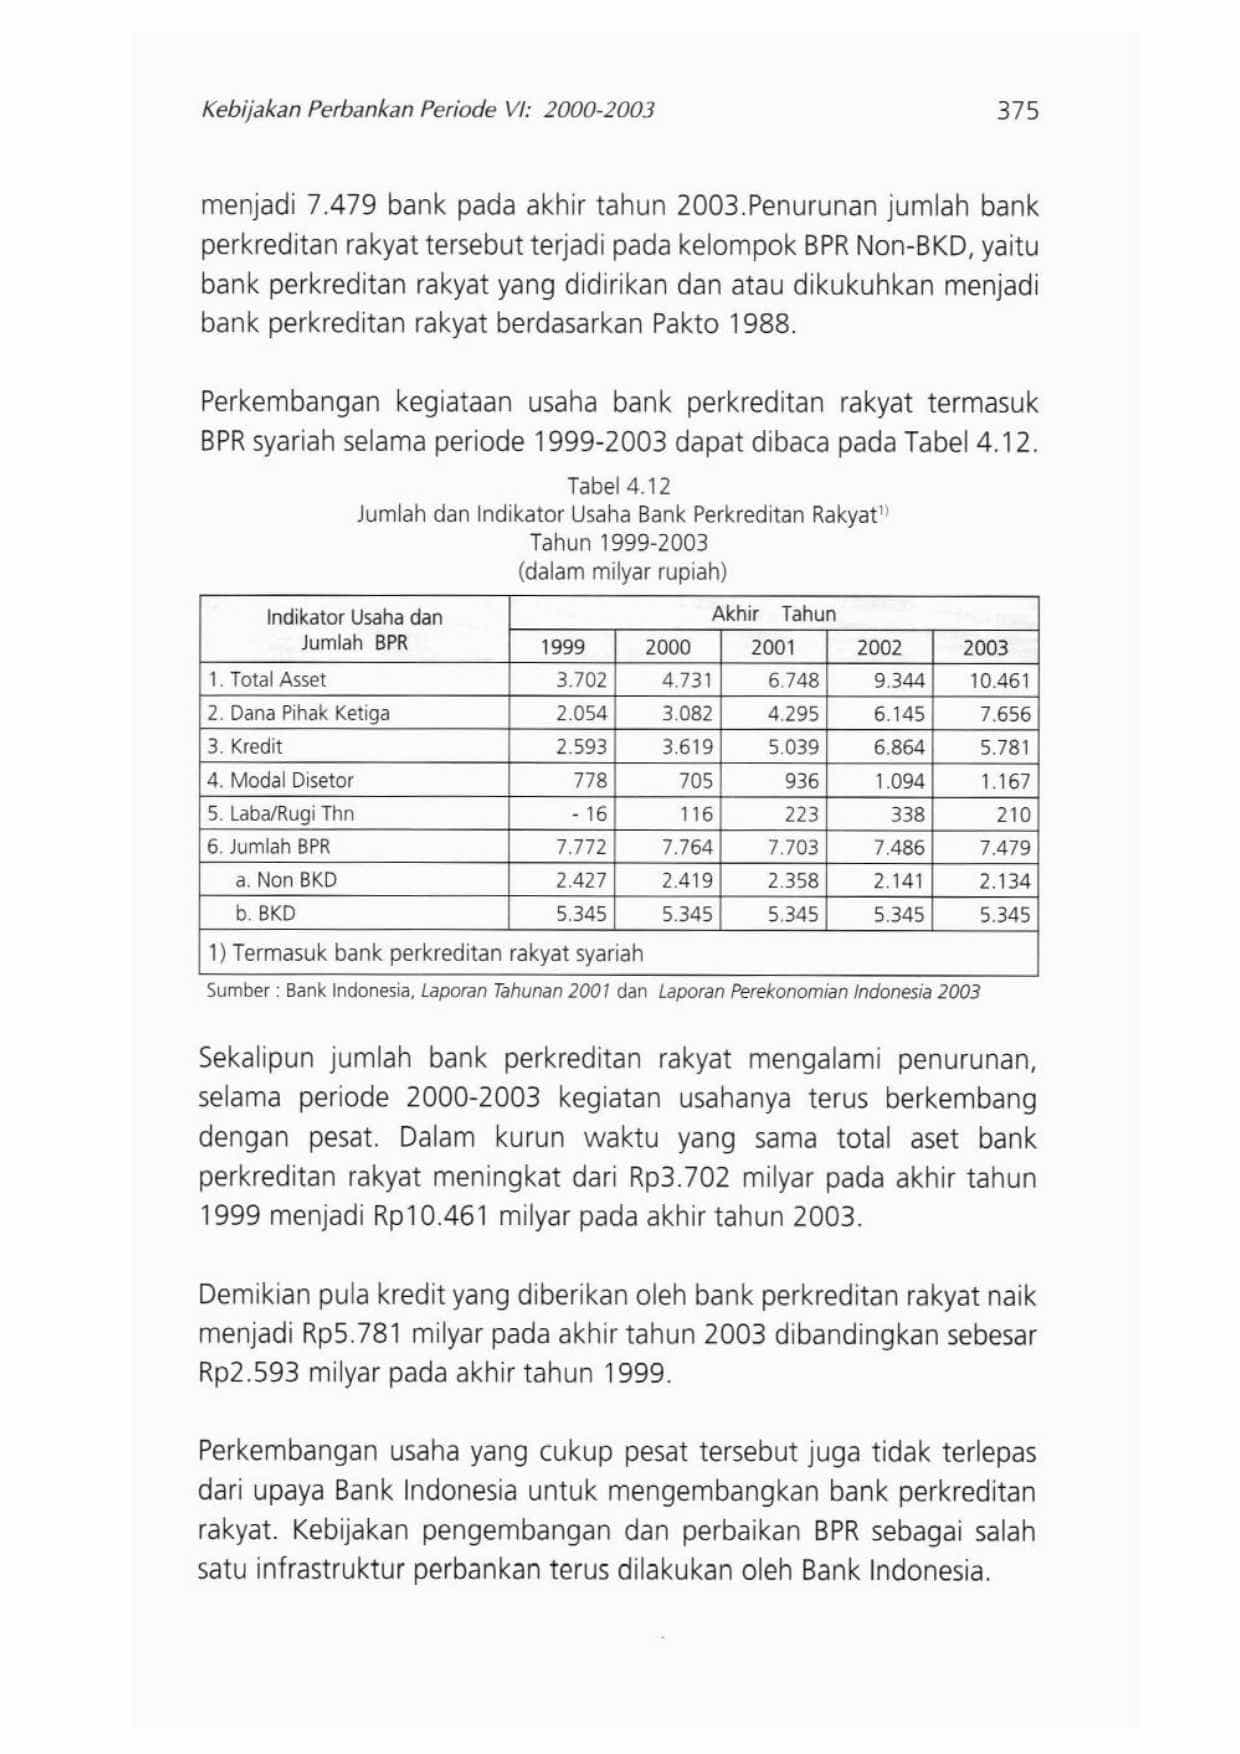 Kebijakan Perbankan Periode VI: 2000-2003 375
menjadi 7.479 bank pada akhir tahun 2003.Penurunan jumlah bank
perkreditan rakyat tersebut terjadi pada kelompok BPR Non-BKD, yaitu
bank perkreditan rakyat yang didirikan dan atau dikukuhkan menjadi
bank perkreditan rakyat berdasarkan Pakto 1988.
Perkembangan kegiataan usaha bank perkreditan rakyat termasuk
BPR syariah selama periode 1999-2003 dapat dibaca pada Tabel 4.12.
Tabel 4.12
Jumlah dan Indikator Usaha Bank Perkreditan Rakyat¹⁾
Tahun 1999-2003
(dalam milyar rupiah)
Indikator Usaha dan Akhir Tahun
Jumlah BPR 1999 2000 2001 2002 2003
1. Total Asset 3.702 4.731 6.748 9.344 10.461
2. Dana Pihak Ketiga 2.054 3.082 4.295 6.145 7.656
3. Kredit 2.593 3.619 5.039 6.864 5.781
4. Modal Disetor 778 705 936 1.094 1.167
5. Laba/Rugi Thn - 16 116 223 338 210
6. Jumlah BPR 7.772 7.764 7.703 7.486 7.479
a. Non BKD 2.427 2.419 2.358 2.141 2.134
b. BKD 5.345 5.345 5.345 5.345 5.345
1) Termasuk bank perkreditan rakyat syariah
Sumber : Bank Indonesia, Laporan Tahunan 2001 dan Laporan Perekonomian Indonesia 2003
Sekalipun jumlah bank perkreditan rakyat mengalami penurunan,
selama periode 2000-2003 kegiatan usahanya terus berkembang
dengan pesat. Dalam kurun waktu yang sama total aset bank
perkreditan rakyat meningkat dari Rp3.702 milyar pada akhir tahun
1999 menjadi Rp10.461 milyar pada akhir tahun 2003.
Demikian pula kredit yang diberikan oleh bank perkreditan rakyat naik
menjadi Rp5.781 milyar pada akhir tahun 2003 dibandingkan sebesar
Rp2.593 milyar pada akhir tahun 1999.
Perkembangan usaha yang cukup pesat tersebut juga tidak terlepas
dari upaya Bank Indonesia untuk mengembangkan bank perkreditan
rakyat. Kebijakan pengembangan dan perbaikan BPR sebagai salah
satu infrastruktur perbankan terus dilakukan oleh Bank Indonesia.